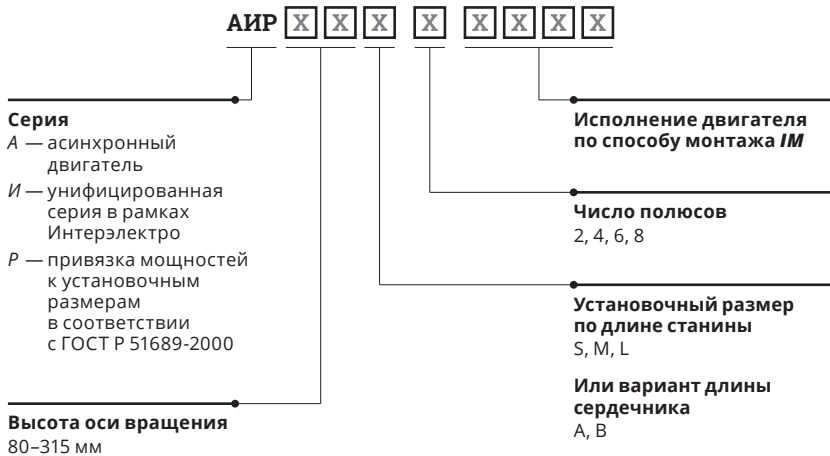 АИР X X X X X X X X
Серия
А — асинхронный
двигатель
И — унифицированная
серия в рамках
Интерэлектро
Р — привязка мощностей
к установочным
размерам
в соответствии
с ГОСТ Р 51689-2000
Высота оси вращения
80–315 мм
Исполнение двигателя
по способу монтажа IM
Число полюсов
2, 4, 6, 8
Установочный размер
по длине станины
S, M, L
Или вариант длины
сердечника
A, B